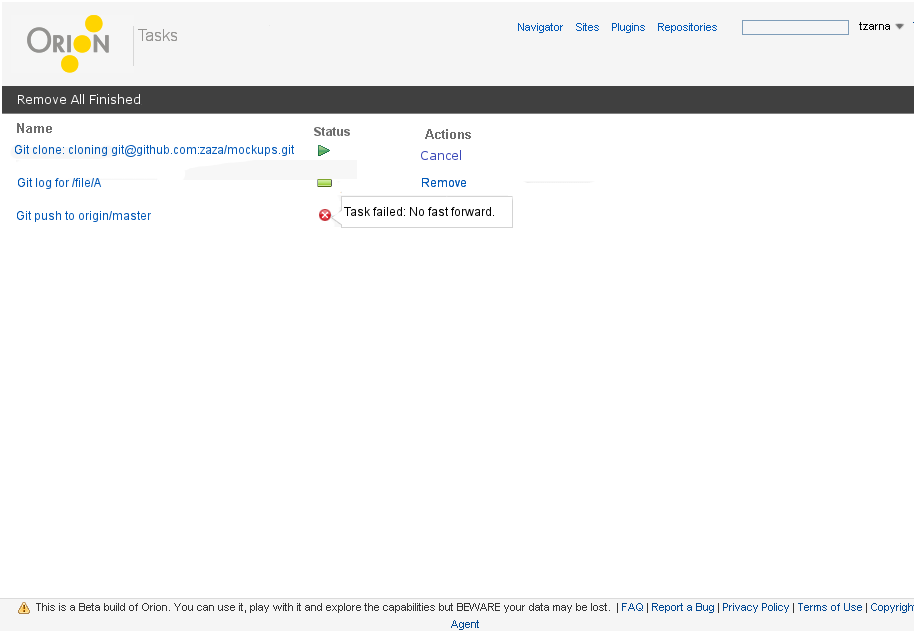 ORION
Tasks
Navigator Sites Plugins Repositories tzarna
Remove All Finished
Name Status Actions
Git clone: cloning git@github.com:zaza/mockups.git Cancel
Git log for /file/A Remove
Git push to origin/master Task failed: No fast forward.
This is a Beta build of Orion. You can use it, play with it and explore the capabilities but BEWARE your data may be lost. | FAQ | Report a Bug | Privacy Policy | Terms of Use | Copyright
Agent